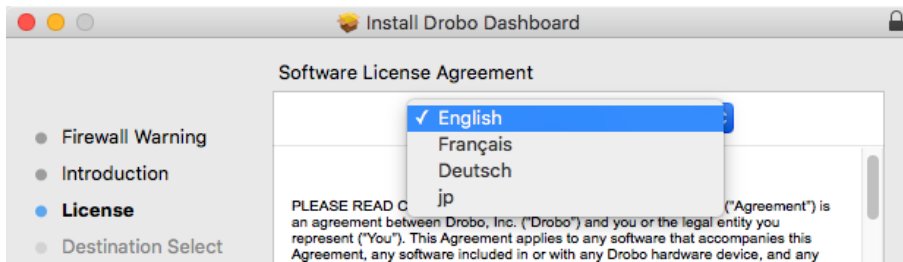 Install Drobo Dashboard
Software License Agreement
✓ English
Français
Deutsch
jp
Firewall Warning
Introduction
License
Destination Select
PLEASE READ C ("Agreement") is
an agreement between Drobo, Inc. ("Drobo") and you or the legal entity you
represent ("You"). This Agreement applies to any software that accompanies this
Agreement, any software included in or with any Drobo hardware device, and any